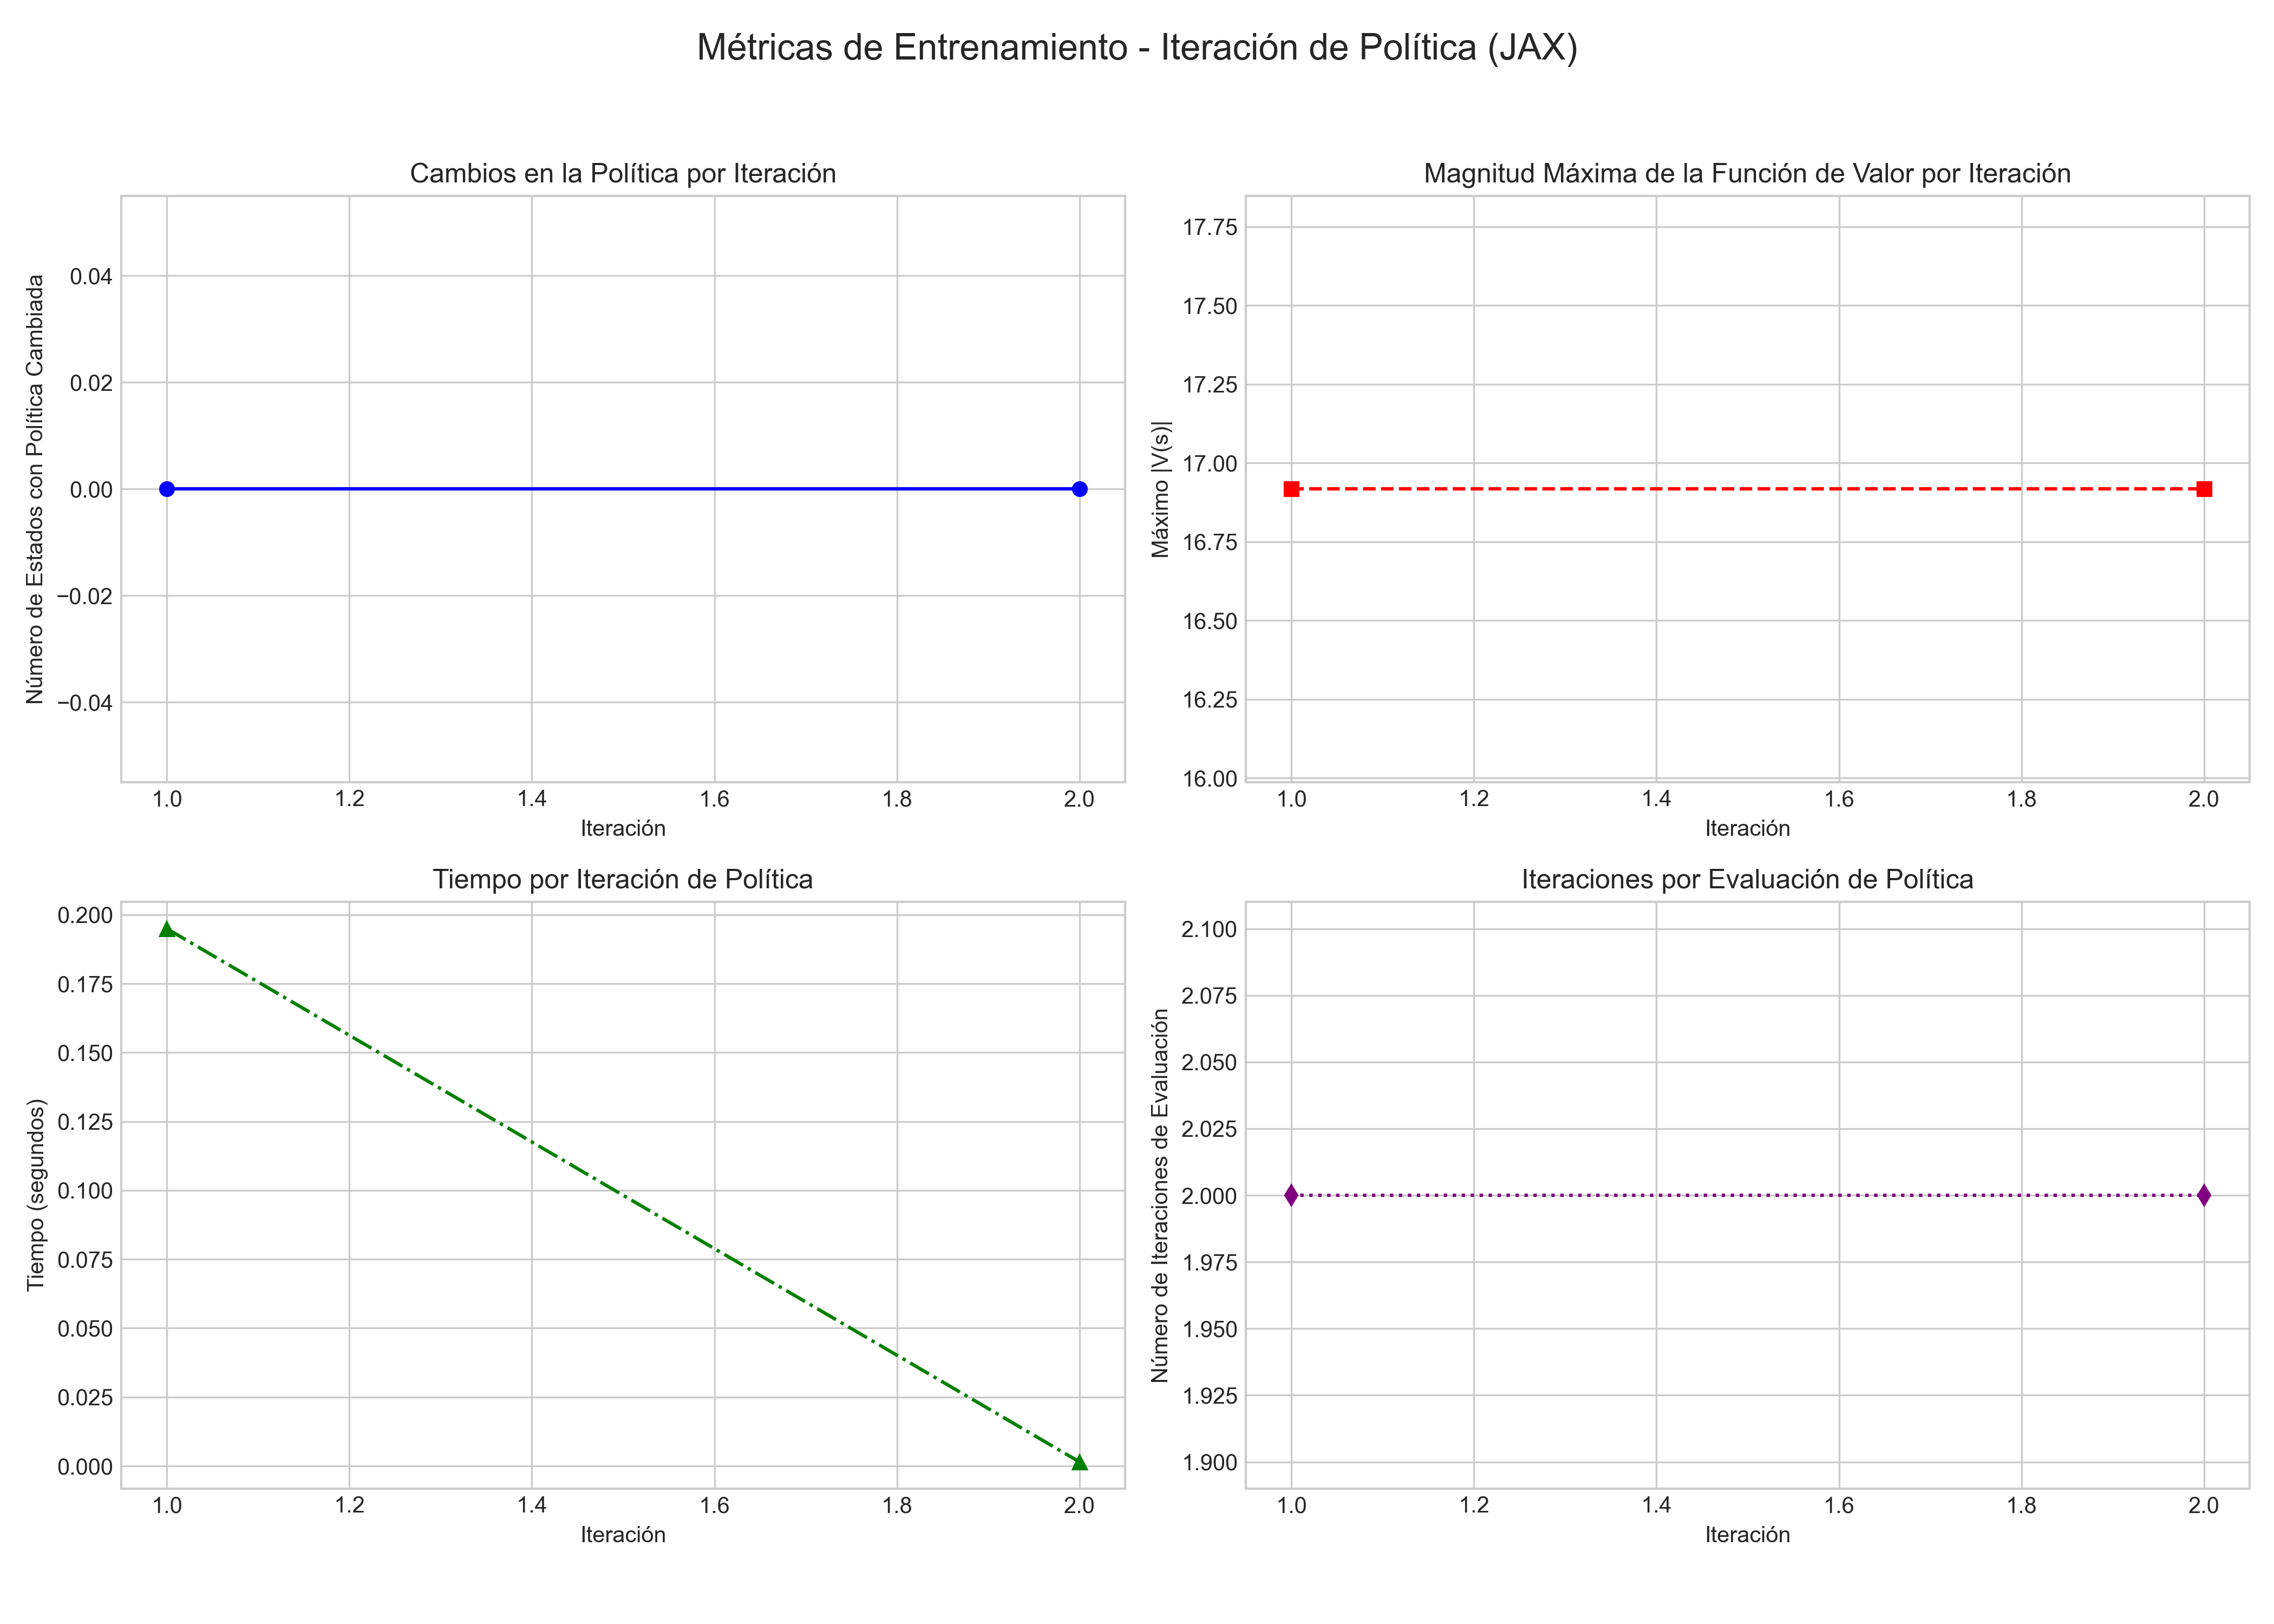 Métricas de Entrenamiento - Iteración de Política (JAX)
Cambios en la Política por Iteración
Número de Estados con Política Cambiada
0.04
0.02
0.00
−0.02
−0.04
1.0 1.2 1.4 1.6 1.8 2.0
Iteración
Magnitud Máxima de la Función de Valor por Iteración
Máximo |V(s)|
17.75
17.50
17.25
17.00
16.75
16.50
16.25
16.00
1.0 1.2 1.4 1.6 1.8 2.0
Iteración
Tiempo por Iteración de Política
Tiempo (segundos)
0.200
0.175
0.150
0.125
0.100
0.075
0.050
0.025
0.000
1.0 1.2 1.4 1.6 1.8 2.0
Iteración
Iteraciones por Evaluación de Política
Número de Iteraciones de Evaluación
2.100
2.075
2.050
2.025
2.000
1.975
1.950
1.925
1.900
1.0 1.2 1.4 1.6 1.8 2.0
Iteración